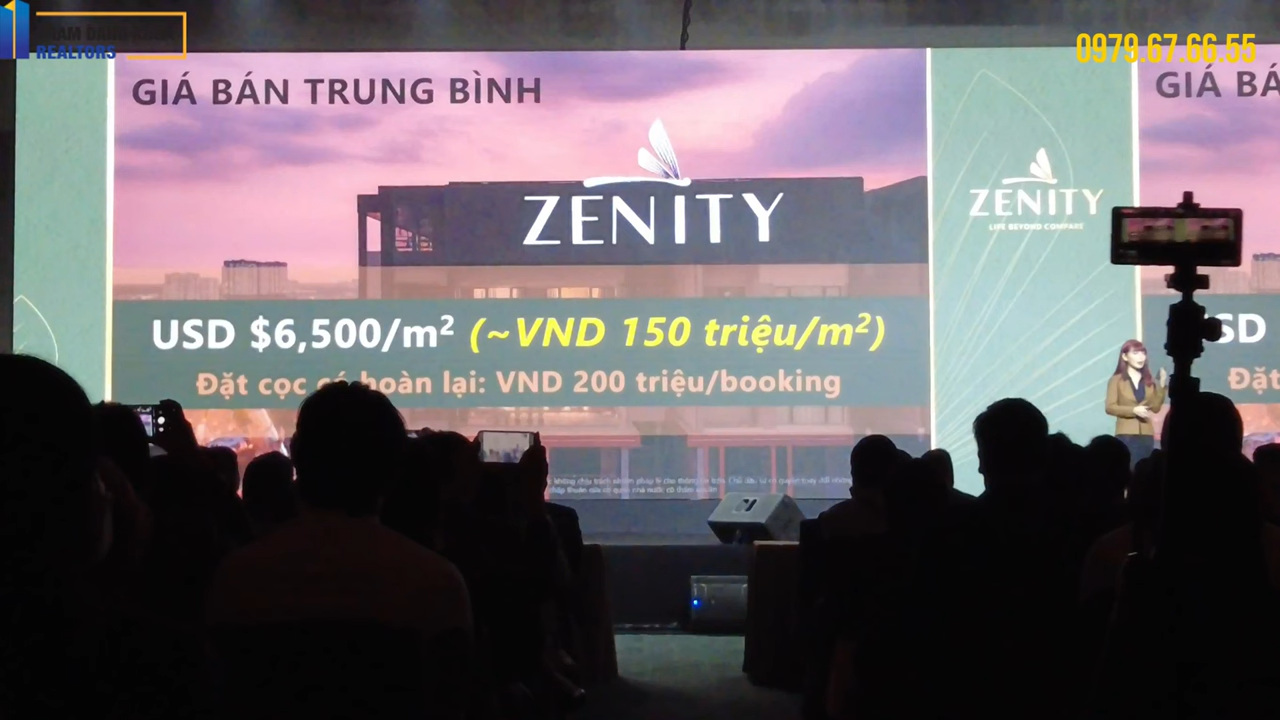 REALTORS
0979.67.66.55
GIÁ BÁN TRUNG BÌNH
GIÁ BÁ
ZENITY
ZENITY
LIFE BEYOND COMPARE
USD $6,500/m² (~VND 150 triệu/m²)
SD
Đặt cọc có hoàn lại: VND 200 triệu/booking
Đặt